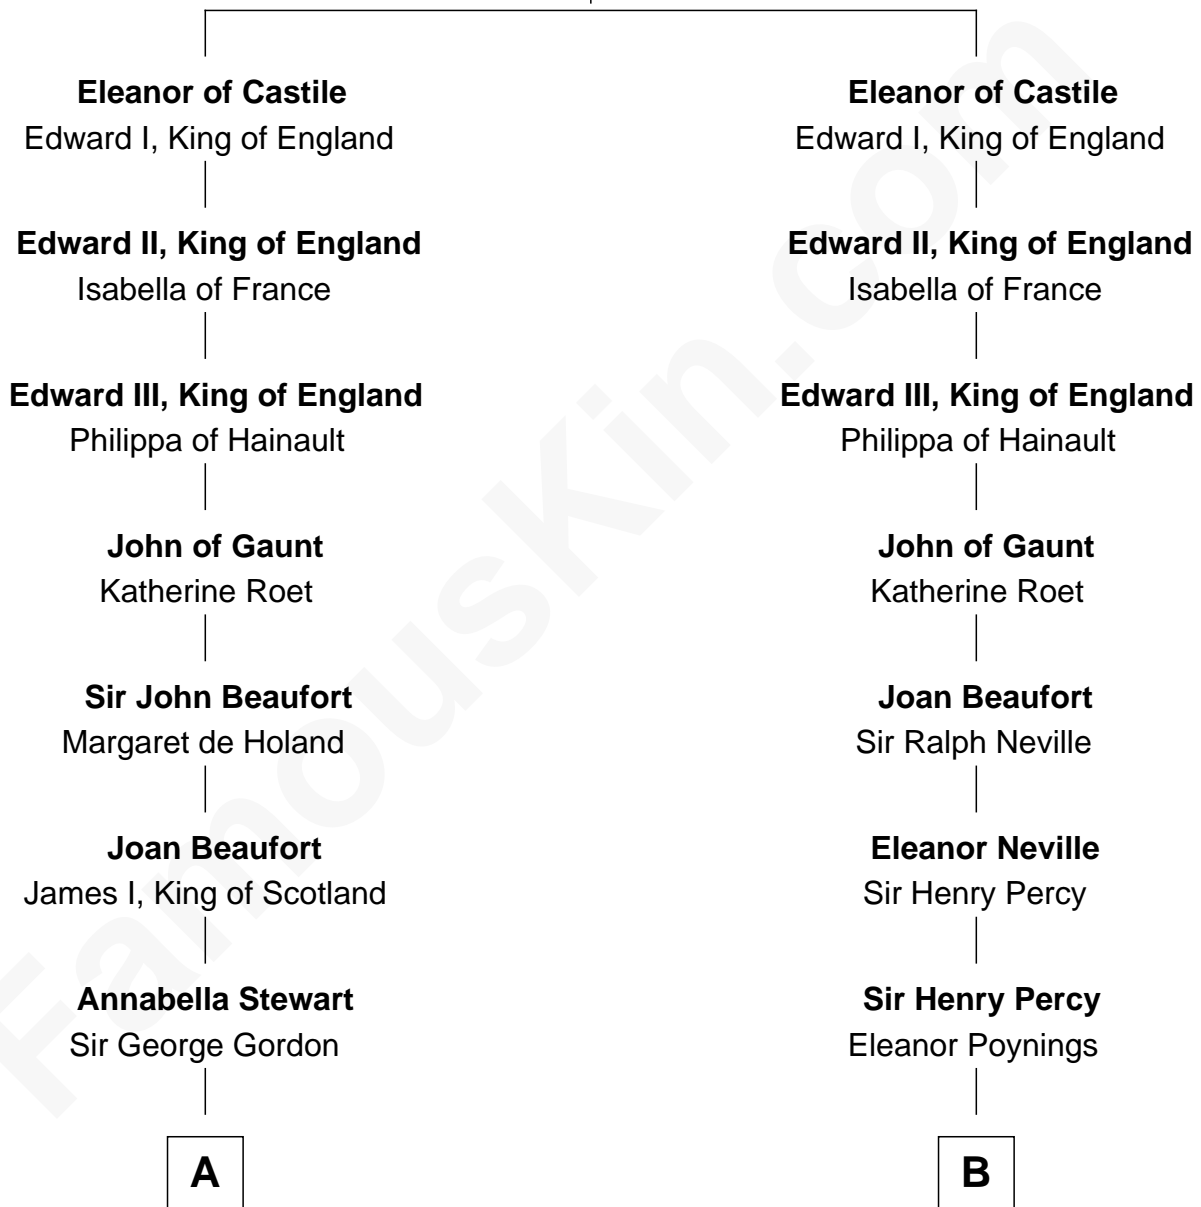 Eleanor of Castile
Edward I, King of England
Edward II, King of England
Isabella of France
Edward III, King of England
Philippa of Hainault
John of Gaunt
Katherine Roet
Sir John Beaufort
Margaret de Holand
Joan Beaufort
James I, King of Scotland
Annabella Stewart
Sir George Gordon
A
Eleanor of Castile
Edward I, King of England
Edward II, King of England
Isabella of France
Edward III, King of England
Philippa of Hainault
John of Gaunt
Katherine Roet
Joan Beaufort
Sir Ralph Neville
Eleanor Neville
Sir Henry Percy
Sir Henry Percy
Eleanor Poynings
B
FamousKin.com